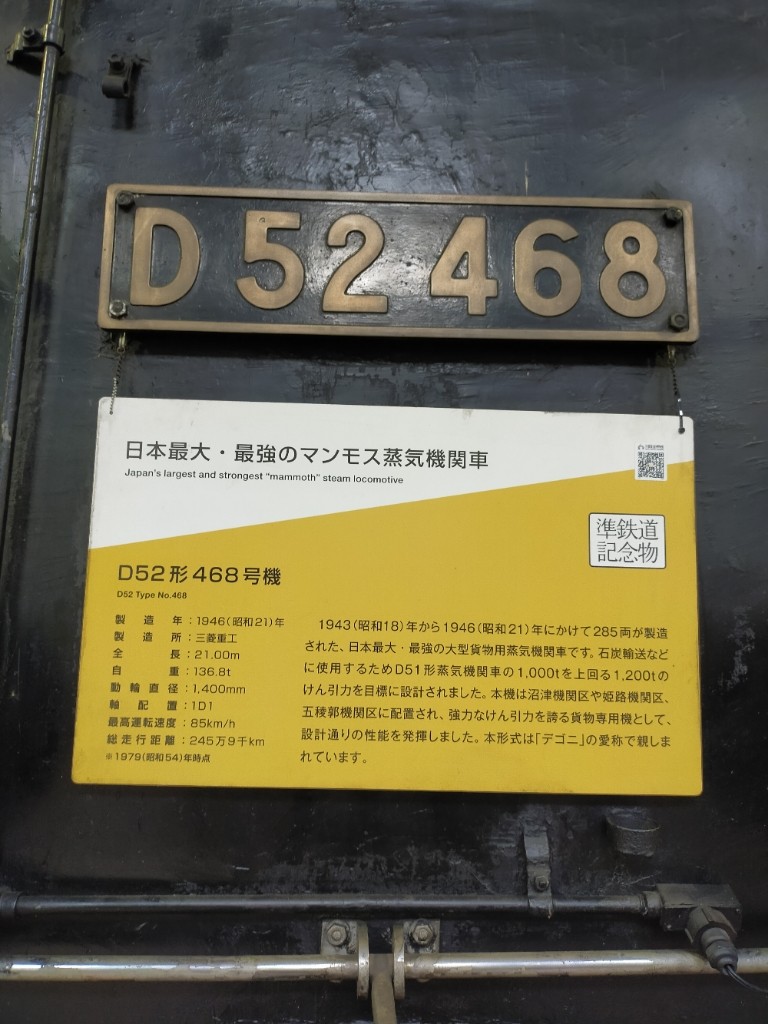 D 52 468
日本最大・最強のマンモス蒸気機関車
Japan's largest and strongest "mammoth" steam locomotive
準鉄道
記念物
D52形468号機
D52 Type No.468
製造年：1946(昭和21)年
製造所：三菱重工
全長：21.00m
自重：136.8t
動輪直径：1,400mm
軸配置：1D1
最高運転速度：85km/h
総走行距離：245万9千km
※1979(昭和54)年時点
1943(昭和18)年から1946(昭和21)年にかけて285両が製造
された、日本最大・最強の大型貨物用蒸気機関車です。石炭輸送など
に使用するためD51形蒸気機関車の1,000tを上回る1,200tの
けん引力を目標に設計されました。本機は沼津機関区や姫路機関区、
五稜郭機関区に配置され、強力なけん引力を誇る貨物専用機として、
設計通りの性能を発揮しました。本形式は「デゴニ」の愛称で親しま
れています。